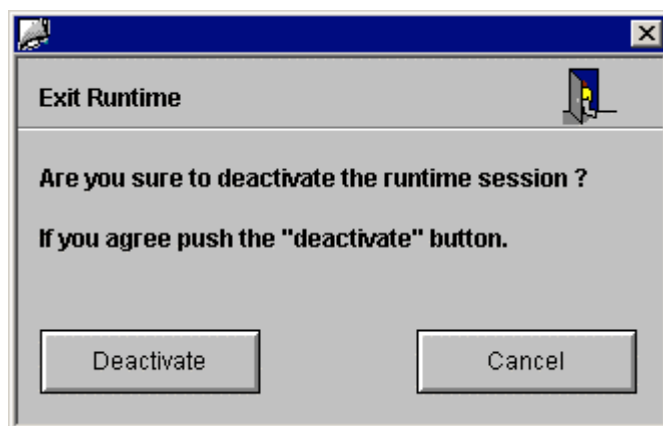 Exit Runtime
Are you sure to deactivate the runtime session ?
If you agree push the "deactivate" button.
Deactivate
Cancel